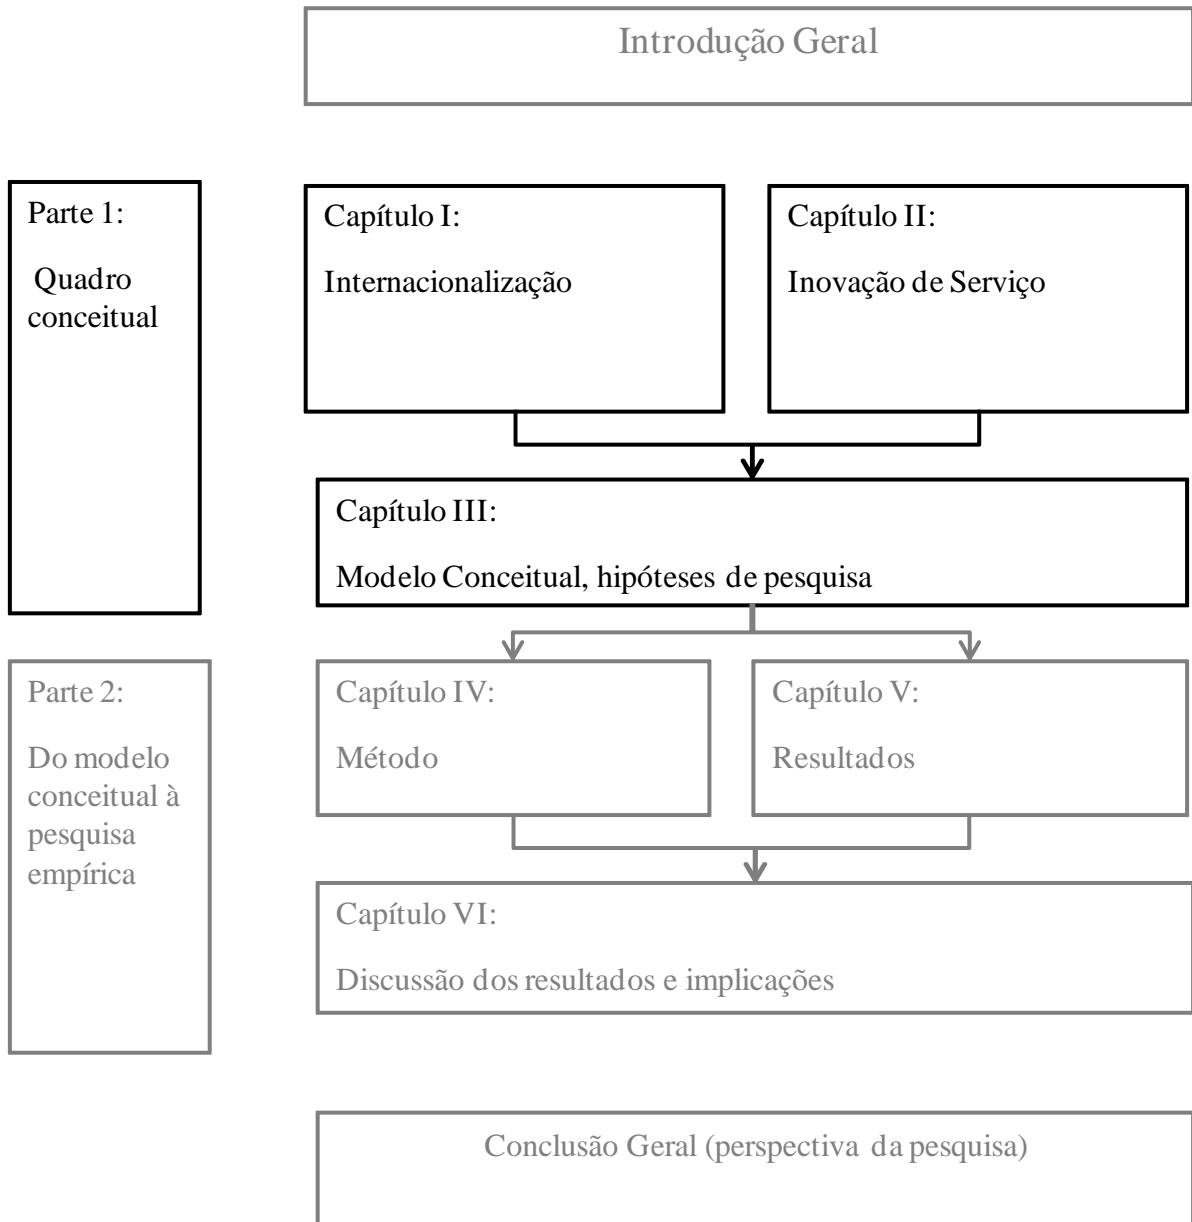 Introdução Geral
Parte 1:
Quadro
conceitual
Capítulo I:
Internacionalização
Capítulo II:
Inovação de Serviço
Capítulo III:
Modelo Conceitual, hipóteses de pesquisa
Parte 2:
Do modelo
conceitual à
pesquisa
empírica
Capítulo IV:
Método
Capítulo V:
Resultados
Capítulo VI:
Discussão dos resultados e implicações
Conclusão Geral (perspectiva da pesquisa)